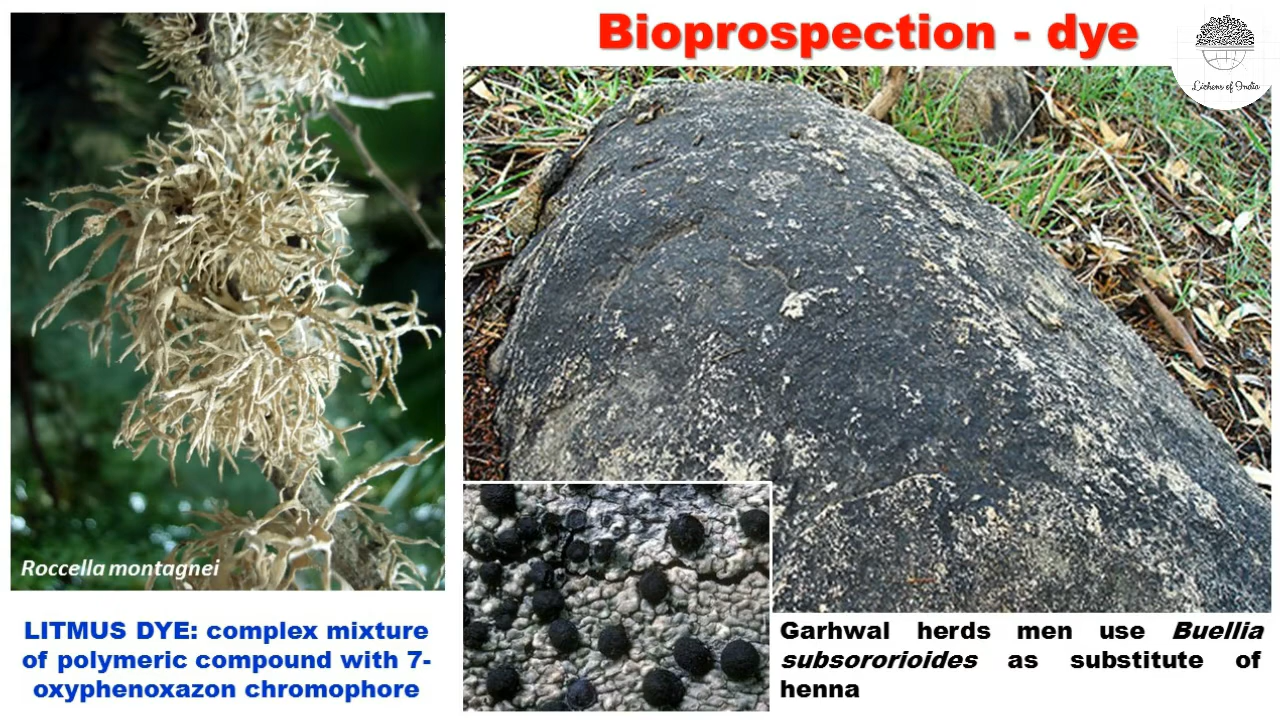 Bioprospection - dye
Lichens of India
Roccella montagnei
LITMUS DYE: complex mixture
of polymeric compound with 7-
oxyphenoxazon chromophore
Garhwal herds men use Buellia
subsororioides as substitute of
henna